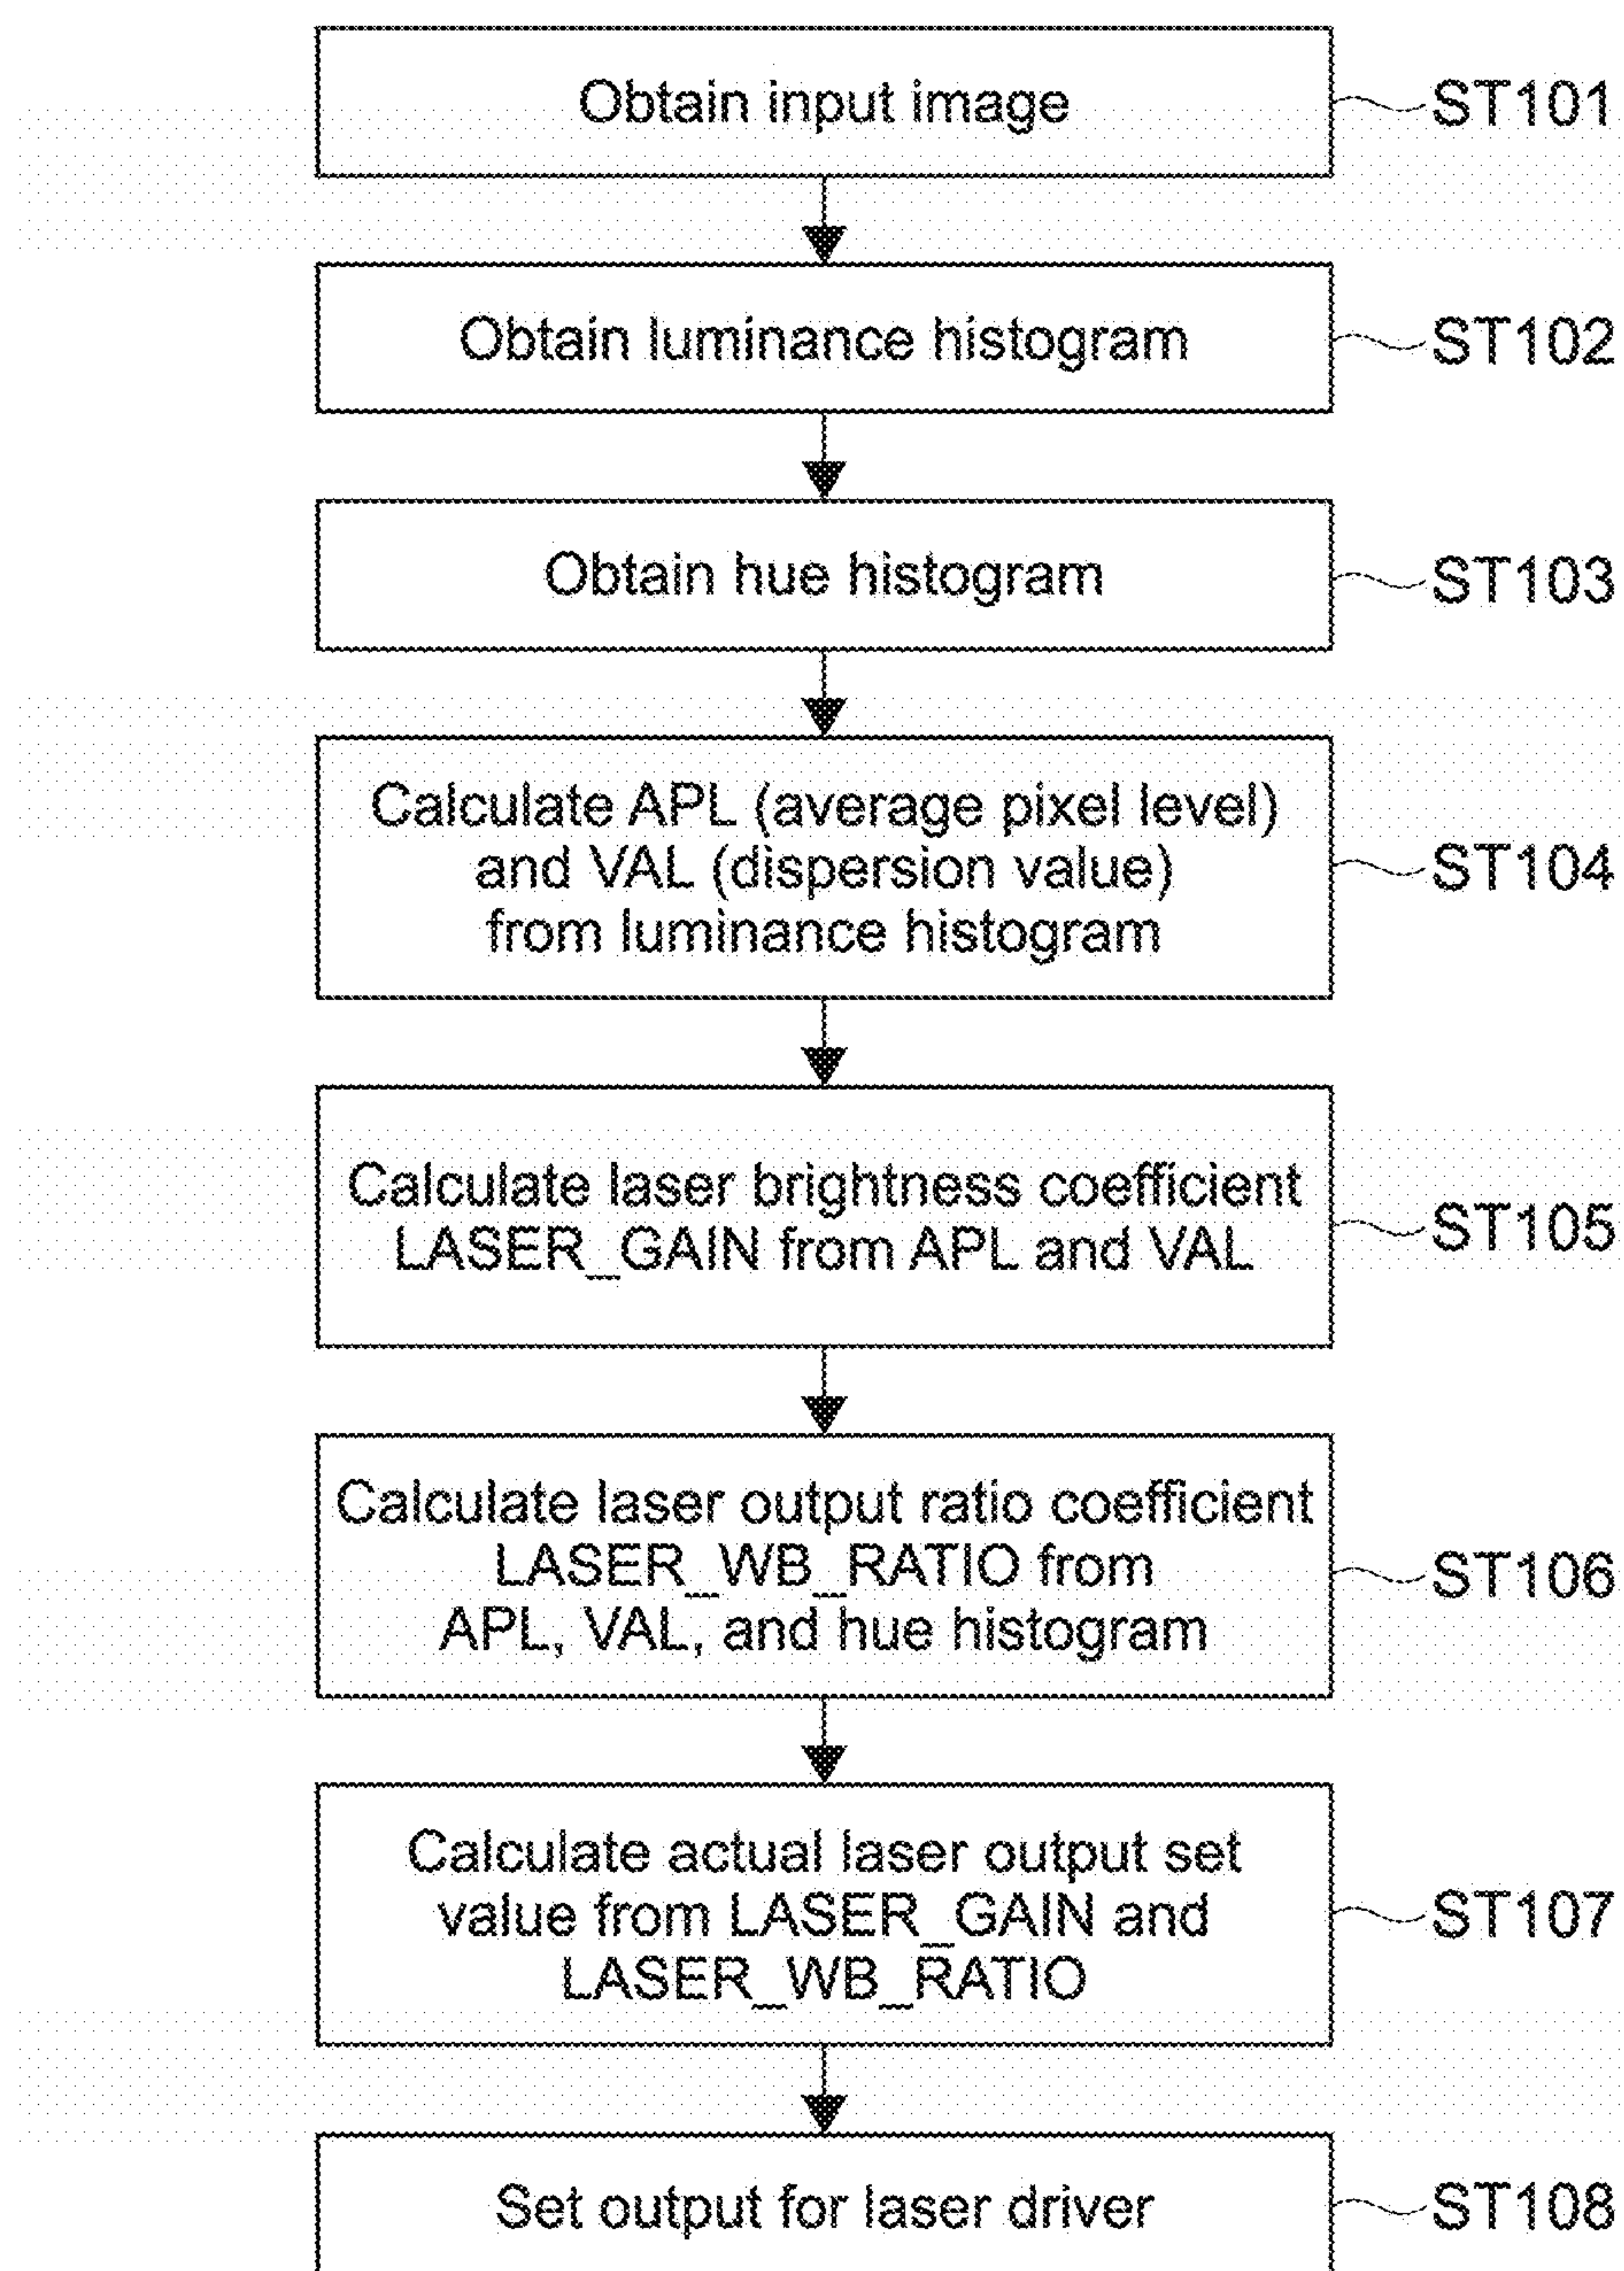 Obtain input image
ST101
Obtain luminance histogram
ST102
Obtain hue histogram
ST103
Calculate APL (average pixel level)
and VAL (dispersion value)
from luminance histogram
ST104
Calculate laser brightness coefficient
LASER_GAIN from APL and VAL
ST105
Calculate laser output ratio coefficient
LASER_WB_RATIO from
APL, VAL, and hue histogram
ST106
Calculate actual laser output set
value from LASER_GAIN and
LASER_WB_RATIO
ST107
Set output for laser driver
ST108